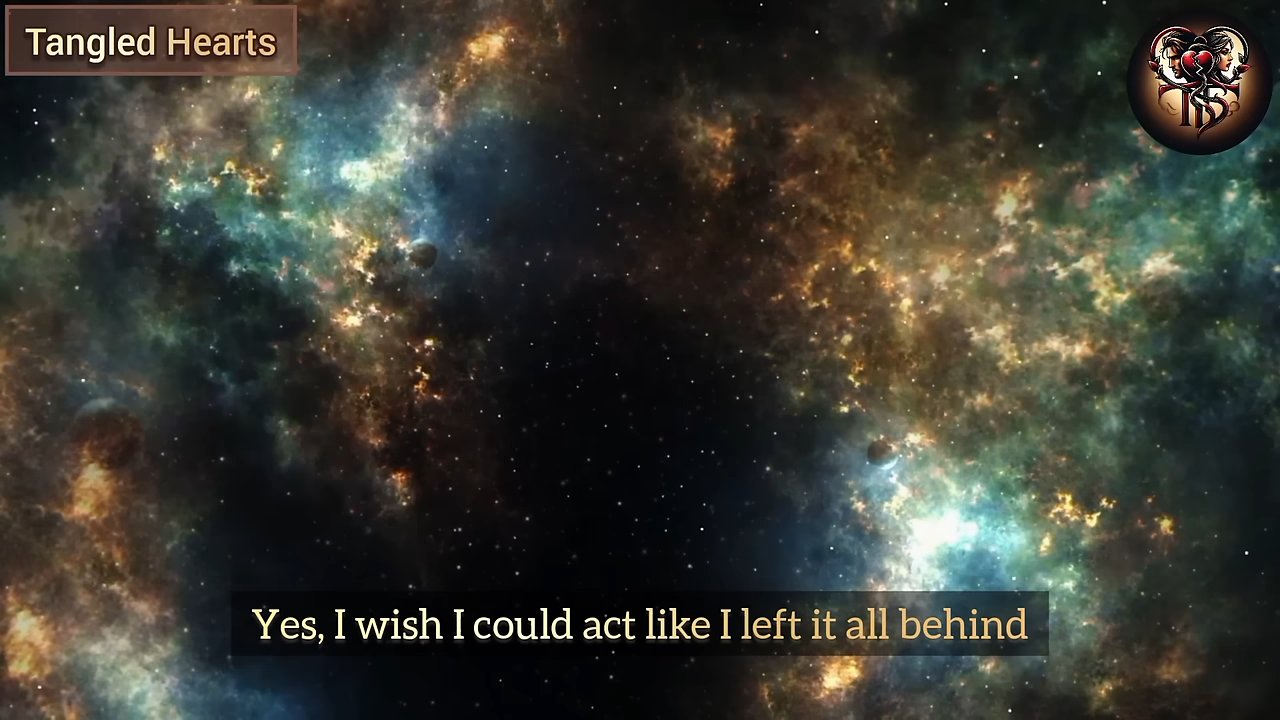 Tangled Hearts
Yes, I wish I could act like I left it all behind